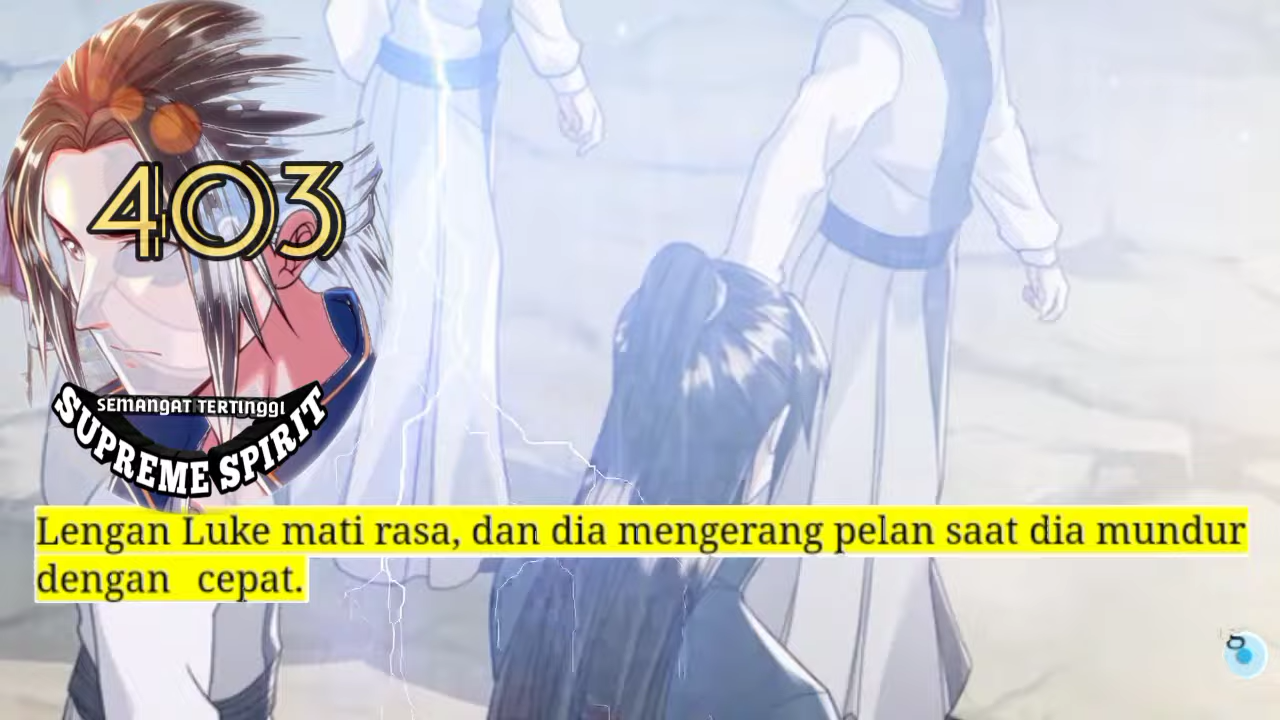 403
SEMANGAT TERTINGGI
SUPREME SPIRIT
Lengan Luke mati rasa, dan dia mengerang pelan saat dia mundur
dengan cepat.